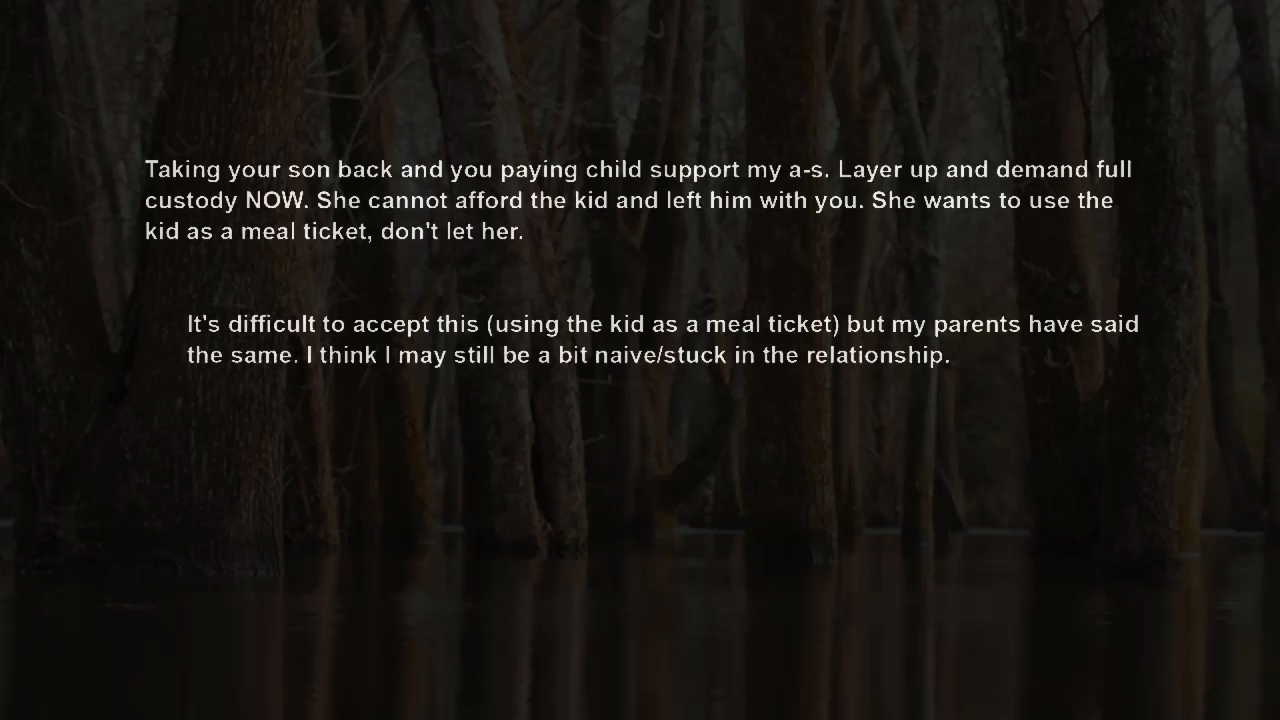 Taking your son back and you paying child support my a-s. Layer up and demand full
custody NOW. She cannot afford the kid and left him with you. She wants to use the
kid as a meal ticket, don't let her.
It's difficult to accept this (using the kid as a meal ticket) but my parents have said
the same. I think I may still be a bit naive/stuck in the relationship.